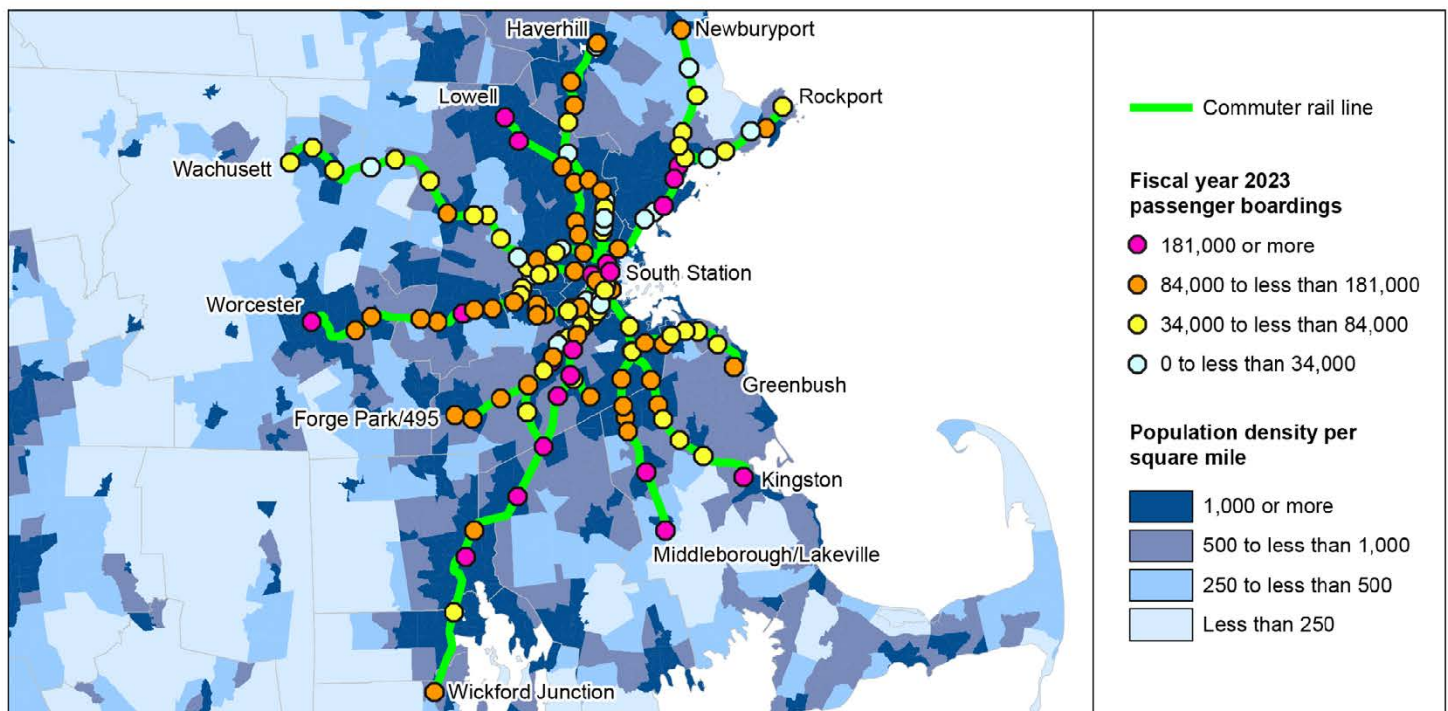 Haverhill
Newburyport
Lowell
Rockport
Wachusett
South Station
Worcester
Greenbush
Forge Park/495
Kingston
Middleborough/Lakeville
Wickford Junction
Commuter rail line
Fiscal year 2023
passenger boardings
181,000 or more
84,000 to less than 181,000
34,000 to less than 84,000
0 to less than 34,000
Population density per
square mile
1,000 or more
500 to less than 1,000
250 to less than 500
Less than 250